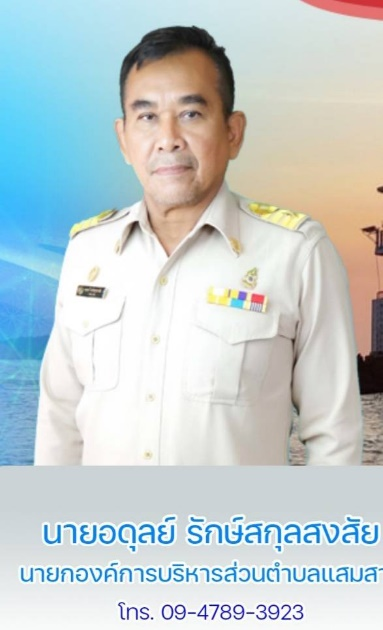 นายอดุลย์ รักษ์สกุลสงสัย
นายกองค์การบริหารส่วนตำบลแสมสา
โทร. 09-4789-3923